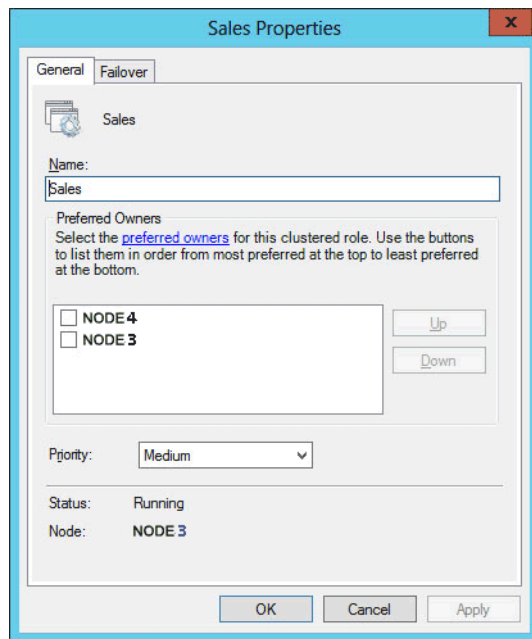 Sales Properties
x
General Failover
Sales
Name:
Sales
Preferred Owners
Select the preferred owners for this clustered role. Use the buttons
to list them in order from most preferred at the top to least preferred
at the bottom.
NODE 4
NODE 3
Up
Down
Priority: Medium
Status: Running
Node: NODE 3
OK Cancel Apply